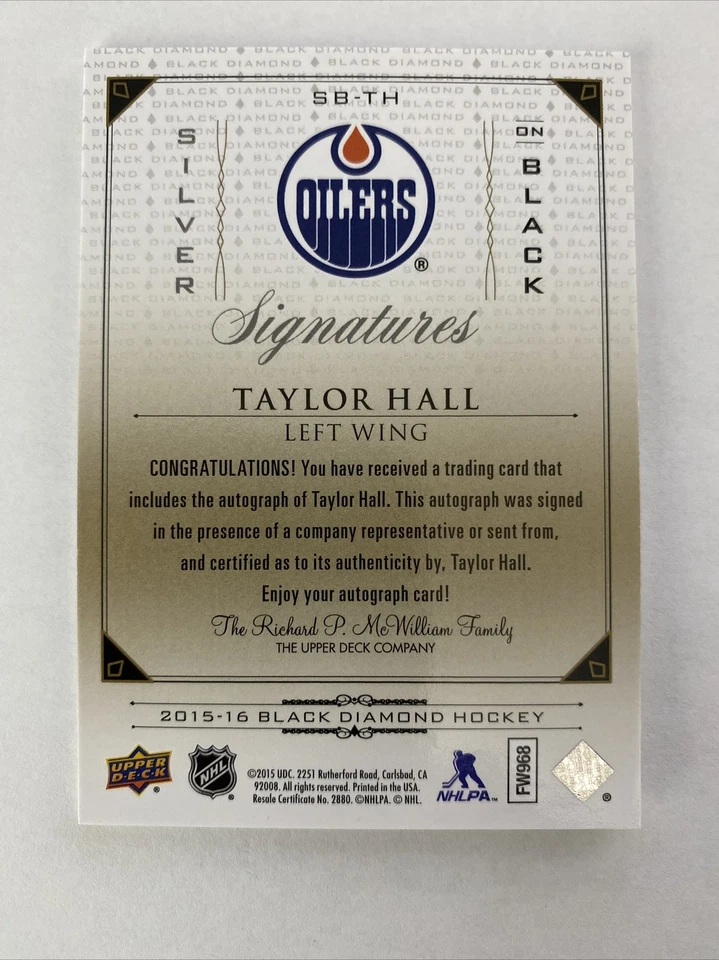 BLACK DIAMOND
SB-TH
SILVER
ON BLACK
OILERS
®
Signatures
TAYLOR HALL
LEFT WING
CONGRATULATIONS! You have received a trading card that
includes the autograph of Taylor Hall. This autograph was signed
in the presence of a company representative or sent from,
and certified as to its authenticity by, Taylor Hall.
Enjoy your autograph card!
The Richard P. McWilliam Family
THE UPPER DECK COMPANY
2015-16 BLACK DIAMOND HOCKEY
UPPER
DECK
®
NHL
®
©2015 UDC. 2251 Rutherford Road, Carlsbad, CA
92008. All rights reserved. Printed in the USA.
Resale Certificate No. 2880. ©NHLPA. © NHL.
NHLPA™
FW968
®